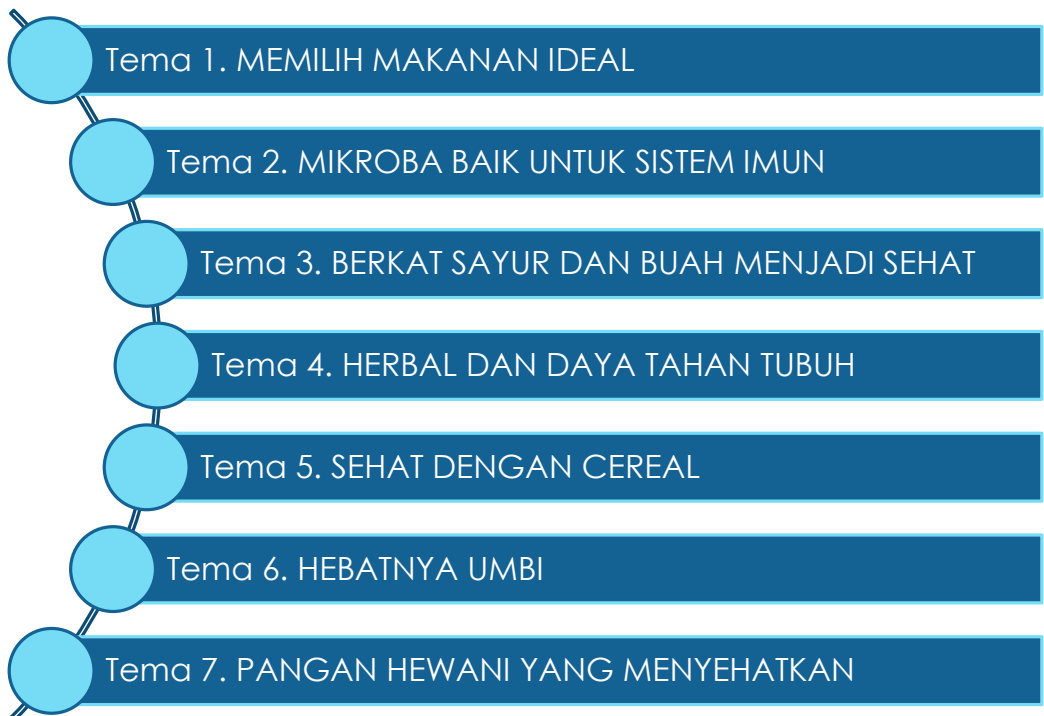 Tema 1. MEMILIH MAKANAN IDEAL
Tema 2. MIKROBA BAIK UNTUK SISTEM IMUN
Tema 3. BERKAT SAYUR DAN BUAH MENJADI SEHAT
Tema 4. HERBAL DAN DAYA TAHAN TUBUH
Tema 5. SEHAT DENGAN CEREAL
Tema 6. HEBATNYA UMBI
Tema 7. PANGAN HEWANI YANG MENYEHATKAN